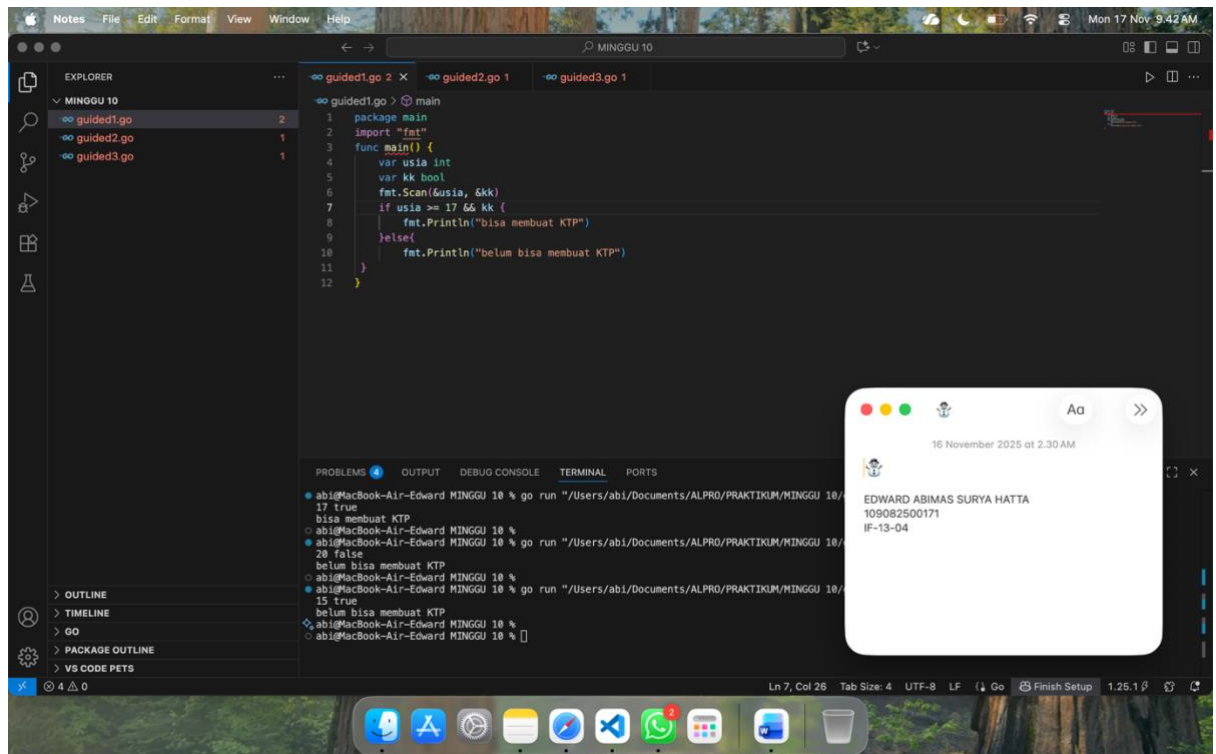 Notes File Edit Format View Window Help
Mon 17 Nov 9.42 AM
MINGGU 10
EXPLORER
MINGGU 10
guided1.go 2
guided2.go 1
guided3.go 1
OUTLINE
TIMELINE
GO
PACKAGE OUTLINE
VS CODE PETS
guided1.go 2 guided2.go 1 guided3.go 1
guided1.go > main
1 package main
2 import "fmt"
3 func main() {
4 var usia int
5 var kk bool
6 fmt.Scan(&usia, &kk)
7 if usia >= 17 && kk {
8 fmt.Println("bisa membuat KTP")
9 }else{
10 fmt.Println("belum bisa membuat KTP")
11 }
12 }
PROBLEMS 4 OUTPUT DEBUG CONSOLE TERMINAL PORTS
abi@MacBook-Air-Edward MINGGU 10 % go run "/Users/abi/Documents/ALPRO/PRAKTIKUM/MINGGU 10/
17 true
bisa membuat KTP
abi@MacBook-Air-Edward MINGGU 10 %
abi@MacBook-Air-Edward MINGGU 10 % go run "/Users/abi/Documents/ALPRO/PRAKTIKUM/MINGGU 10/
20 false
belum bisa membuat KTP
abi@MacBook-Air-Edward MINGGU 10 %
abi@MacBook-Air-Edward MINGGU 10 % go run "/Users/abi/Documents/ALPRO/PRAKTIKUM/MINGGU 10/
15 true
belum bisa membuat KTP
abi@MacBook-Air-Edward MINGGU 10 %
abi@MacBook-Air-Edward MINGGU 10 %
Aa
16 November 2025 at 2.30 AM
EDWARD ABIMAS SURYA HATTA
109082500171
IF-13-04
4 0
Ln 7, Col 26 Tab Size: 4 UTF-8 LF Go Finish Setup 1.25.1
2